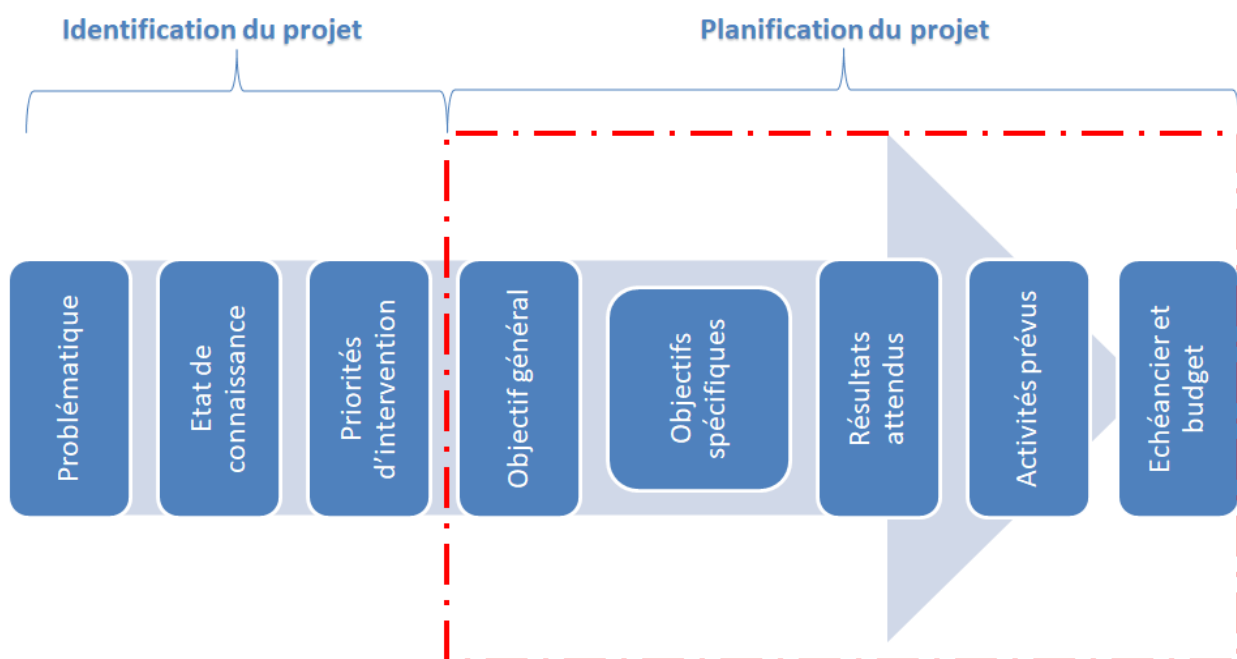 Identification du projet
Planification du projet
Problématique
Etat de
connaissance
Priorités
d'intervention
Objectif général
Objectifs
spécifiques
Résultats
attendus
Activités prévus
Echéancier et
budget